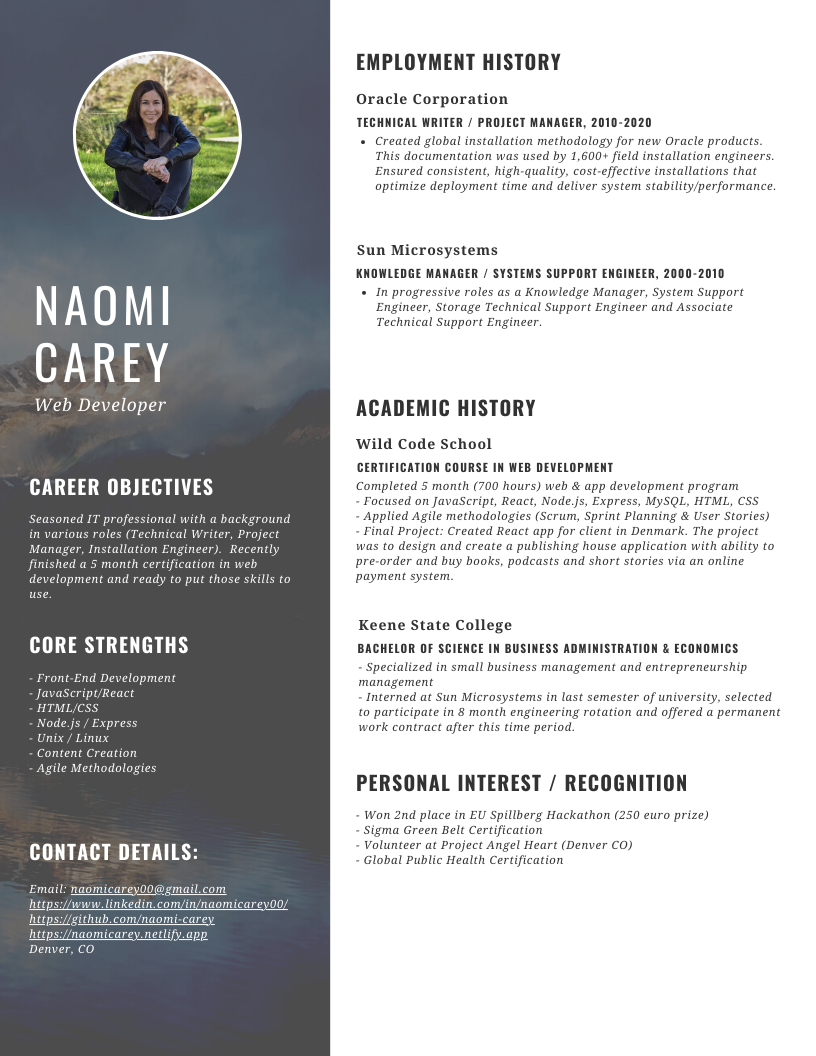 NAOMI
CAREY
Web Developer
CAREER OBJECTIVES
Seasoned IT professional with a background
in various roles (Technical Writer, Project
Manager, Installation Engineer).  Recently
finished a 5 month certification in web
development and ready to put those skills to
use.
CORE STRENGTHS
- Front-End Development
- JavaScript/React
- HTML/CSS
- Node.js / Express
- Unix / Linux
- Content Creation
- Agile Methodologies
CONTACT DETAILS:
Email: naomicarey00@gmail.com
https://www.linkedin.com/in/naomicarey00/
https://github.com/naomi-carey
https://naomicarey.netlify.app
Denver, CO
EMPLOYMENT HISTORY
Oracle Corporation
TECHNICAL WRITER / PROJECT MANAGER, 2010-2020
• Created global installation methodology for new Oracle products.
This documentation was used by 1,600+ field installation engineers.
Ensured consistent, high-quality, cost-effective installations that
optimize deployment time and deliver system stability/performance.
Sun Microsystems
KNOWLEDGE MANAGER / SYSTEMS SUPPORT ENGINEER, 2000-2010
• In progressive roles as a Knowledge Manager, System Support
Engineer, Storage Technical Support Engineer and Associate
Technical Support Engineer.
ACADEMIC HISTORY
Wild Code School
CERTIFICATION COURSE IN WEB DEVELOPMENT
Completed 5 month (700 hours) web & app development program
- Focused on JavaScript, React, Node.js, Express, MySQL, HTML, CSS
- Applied Agile methodologies (Scrum, Sprint Planning & User Stories)
- Final Project: Created React app for client in Denmark. The project
was to design and create a publishing house application with ability to
pre-order and buy books, podcasts and short stories via an online
payment system.
Keene State College
BACHELOR OF SCIENCE IN BUSINESS ADMINISTRATION & ECONOMICS
- Specialized in small business management and entrepreneurship
management
- Interned at Sun Microsystems in last semester of university, selected
to participate in 8 month engineering rotation and offered a permanent
work contract after this time period.
PERSONAL INTEREST / RECOGNITION
- Won 2nd place in EU Spillberg Hackathon (250 euro prize)
- Sigma Green Belt Certification
- Volunteer at Project Angel Heart (Denver CO)
- Global Public Health Certification